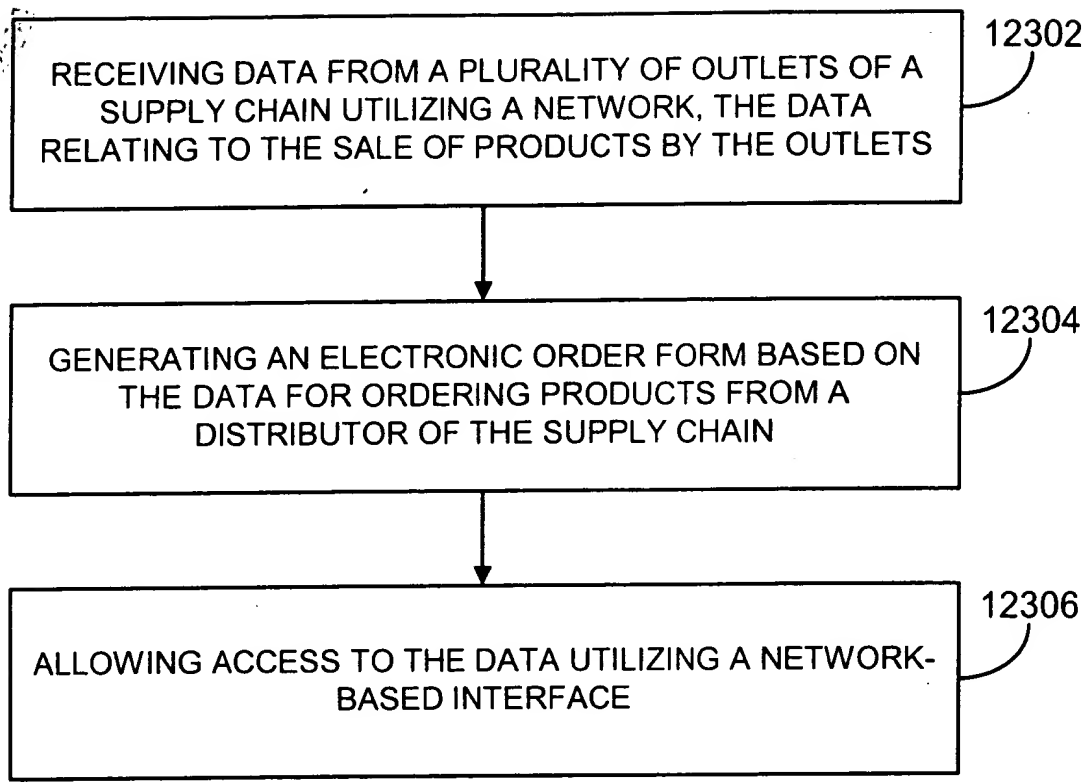 12302
RECEIVING DATA FROM A PLURALITY OF OUTLETS OF A
SUPPLY CHAIN UTILIZING A NETWORK, THE DATA
RELATING TO THE SALE OF PRODUCTS BY THE OUTLETS
12304
GENERATING AN ELECTRONIC ORDER FORM BASED ON
THE DATA FOR ORDERING PRODUCTS FROM A
DISTRIBUTOR OF THE SUPPLY CHAIN
12306
ALLOWING ACCESS TO THE DATA UTILIZING A NETWORK-
BASED INTERFACE